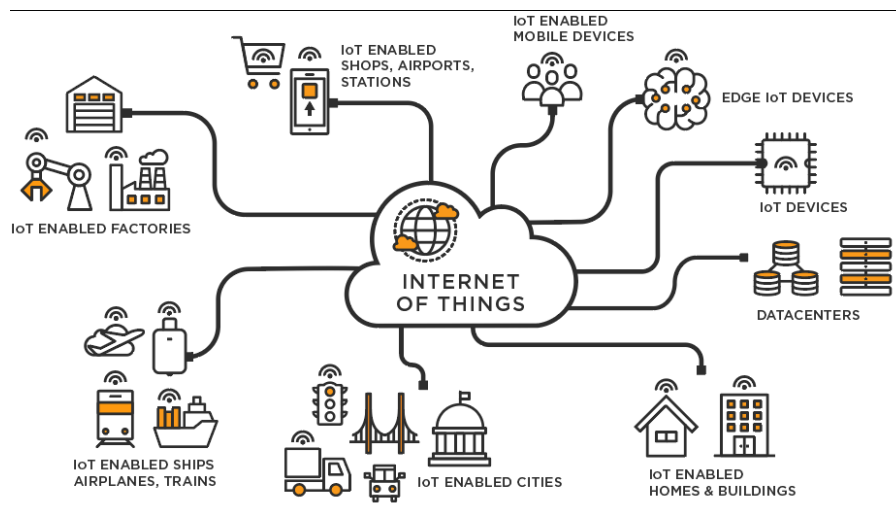 IoT ENABLED
MOBILE DEVICES
IoT ENABLED
SHOPS, AIRPORTS,
STATIONS
EDGE IoT DEVICES
IoT DEVICES
IoT ENABLED FACTORIES
INTERNET
OF THINGS
DATACENTERS
IoT ENABLED SHIPS
AIRPLANES, TRAINS
IoT ENABLED CITIES
IoT ENABLED
HOMES & BUILDINGS